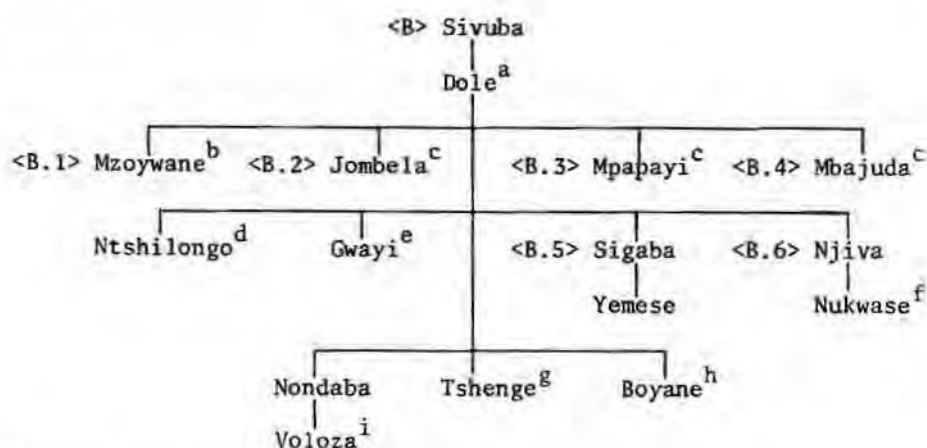 <B> Sivuba
Dole^a
<B.1> Mzoywane^b <B.2> Jombela^c <B.3> Mpapayi^c <B.4> Mbajuda^c
Ntshilongo^d Gwayi^e <B.5> Sigaba <B.6> Njiva
Yemese Nukwase^f
Nondaba Tshenge^g Boyane^h
Voloza^i